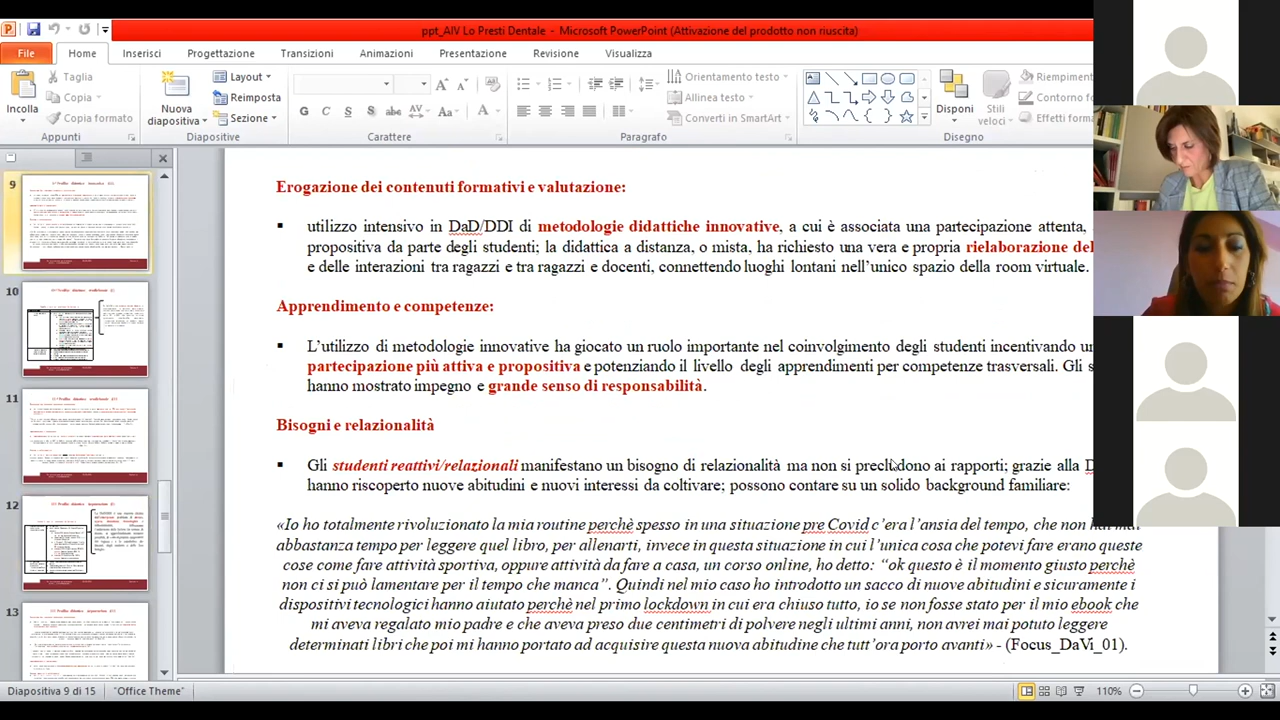 ppt_AIV Lo Presti Dentale - Microsoft PowerPoint (Attivazione del prodotto non riuscita)
File Home Inserisci Progettazione Transizioni Animazioni Presentazione Revisione Visualizza
Taglia
Copia
Copia formato
Incolla
Appunti
Nuova diapositiva
Layout
Reimposta
Sezione
Diapositive
G C S S abc AV Aa A
Carattere
Orientamento testo
Allinea testo
Converti in SmartArt
Paragrafo
Disponi
Stili veloci
Riempimen
Contorno fo
Effetti form
Disegno
9
10
11
12
13
Erogazione dei contenuti formativi e valutazione:
utilizzo intensivo in DaD/DDI di metodologie didattiche innovative, a cui è associata una partecipazione attenta,
propositiva da parte degli studenti; la didattica a distanza, o mista, ha richiesto una vera e propria rielaborazione del
e delle interazioni tra ragazzi e tra ragazzi e docenti, connettendo luoghi lontani nell'unico spazio della room virtuale.
Apprendimento e competenze:
L'utilizzo di metodologie innovative ha giocato un ruolo importante nel coinvolgimento degli studenti incentivando un
partecipazione più attiva e propositiva e potenziando il livello degli apprendimenti per competenze trasversali. Gli s
hanno mostrato impegno e grande senso di responsabilità.
Bisogni e relazionalità
Gli studenti reattivi/relazionali manifestano un bisogno di relazionalità ma non si precludono a rapporti; grazie alla D
hanno riscoperto nuove abitudini e nuovi interessi da coltivare; possono contare su un solido background familiare:
«Io ho totalmente rivoluzionato la mia routine perchè spesso in una situazione pre covid c'era l'ansia del tempo, che non hai mai
abbastanza tempo per leggere quel libro, per allenarti, invece in questa situazione in cui l'unica cosa che potevi fare erano queste
cose come fare attività sportiva, oppure attività da fare a casa, un corso online, ho detto: "ok questo è il momento giusto perchè
non ci si può lamentare per il tempo che manca". Quindi nel mio caso ho introdotto un sacco di nuove abitudini e sicuramente i
dispositivi tecnologici hanno aiutato perchè nel primo lockdown in cui era chiuso tutto, io se non fosse stato per il mio ebook che
mi aveva regalato mio padre e che aveva preso due centimetri di polvere negli ultimi anni, non avrei mai potuto leggere
determinati libri che poi mi hanno portato ad acquisire questa nuova abitudine che tutt'ora porto avanti» - (Focus_DaVi_01).
Diapositiva 9 di 15
"Office Theme"
110%